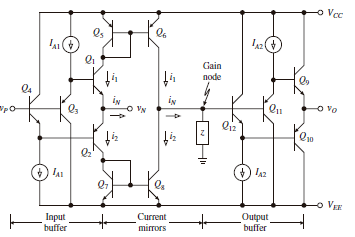 V_CC
I_A1
Q_5
Q_6
I_A2
Q_1
i_1
i_1
Gain
node
Q_9
Q_4
v_P
Q_3
i_N
v_N
i_N
Q_12
Q_11
v_O
Q_2
i_2
i_2
z
Q_10
I_A1
Q_7
Q_8
I_A2
V_EE
Input
buffer
Current
mirrors
Output
buffer